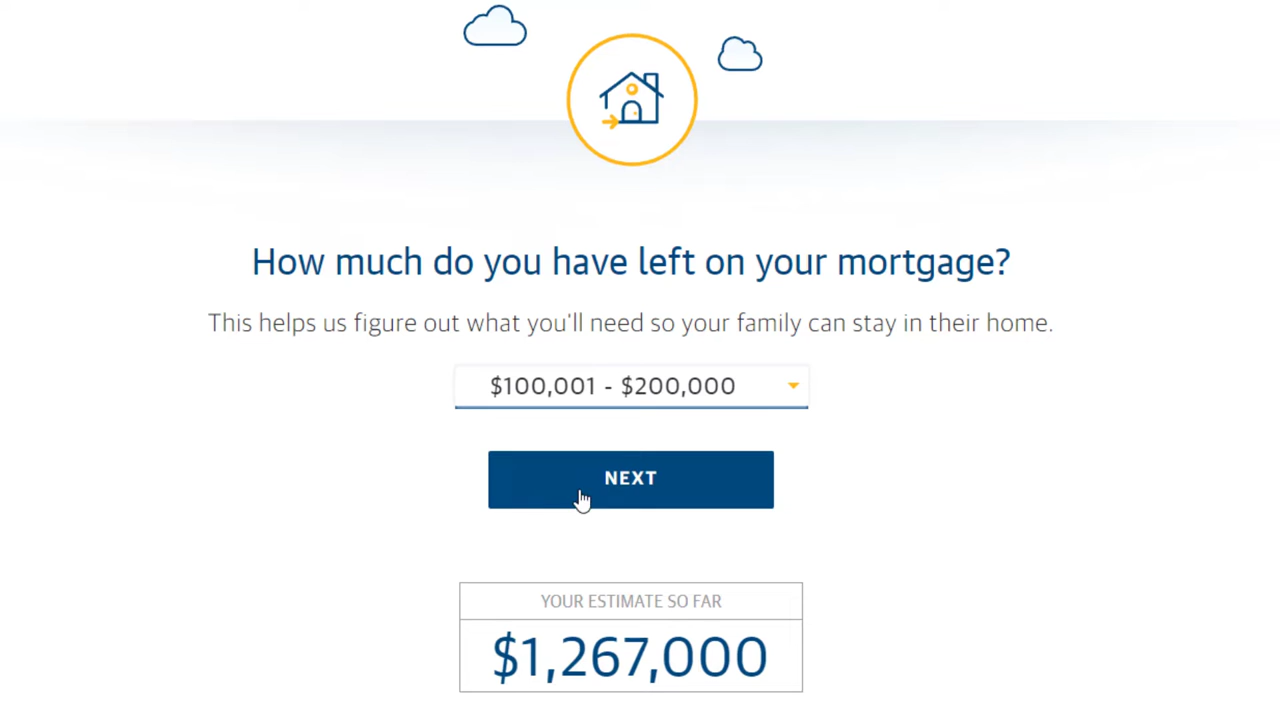 How much do you have left on your mortgage?
This helps us figure out what you'll need so your family can stay in their home.
$100,001 - $200,000
NEXT
YOUR ESTIMATE SO FAR
$1,267,000